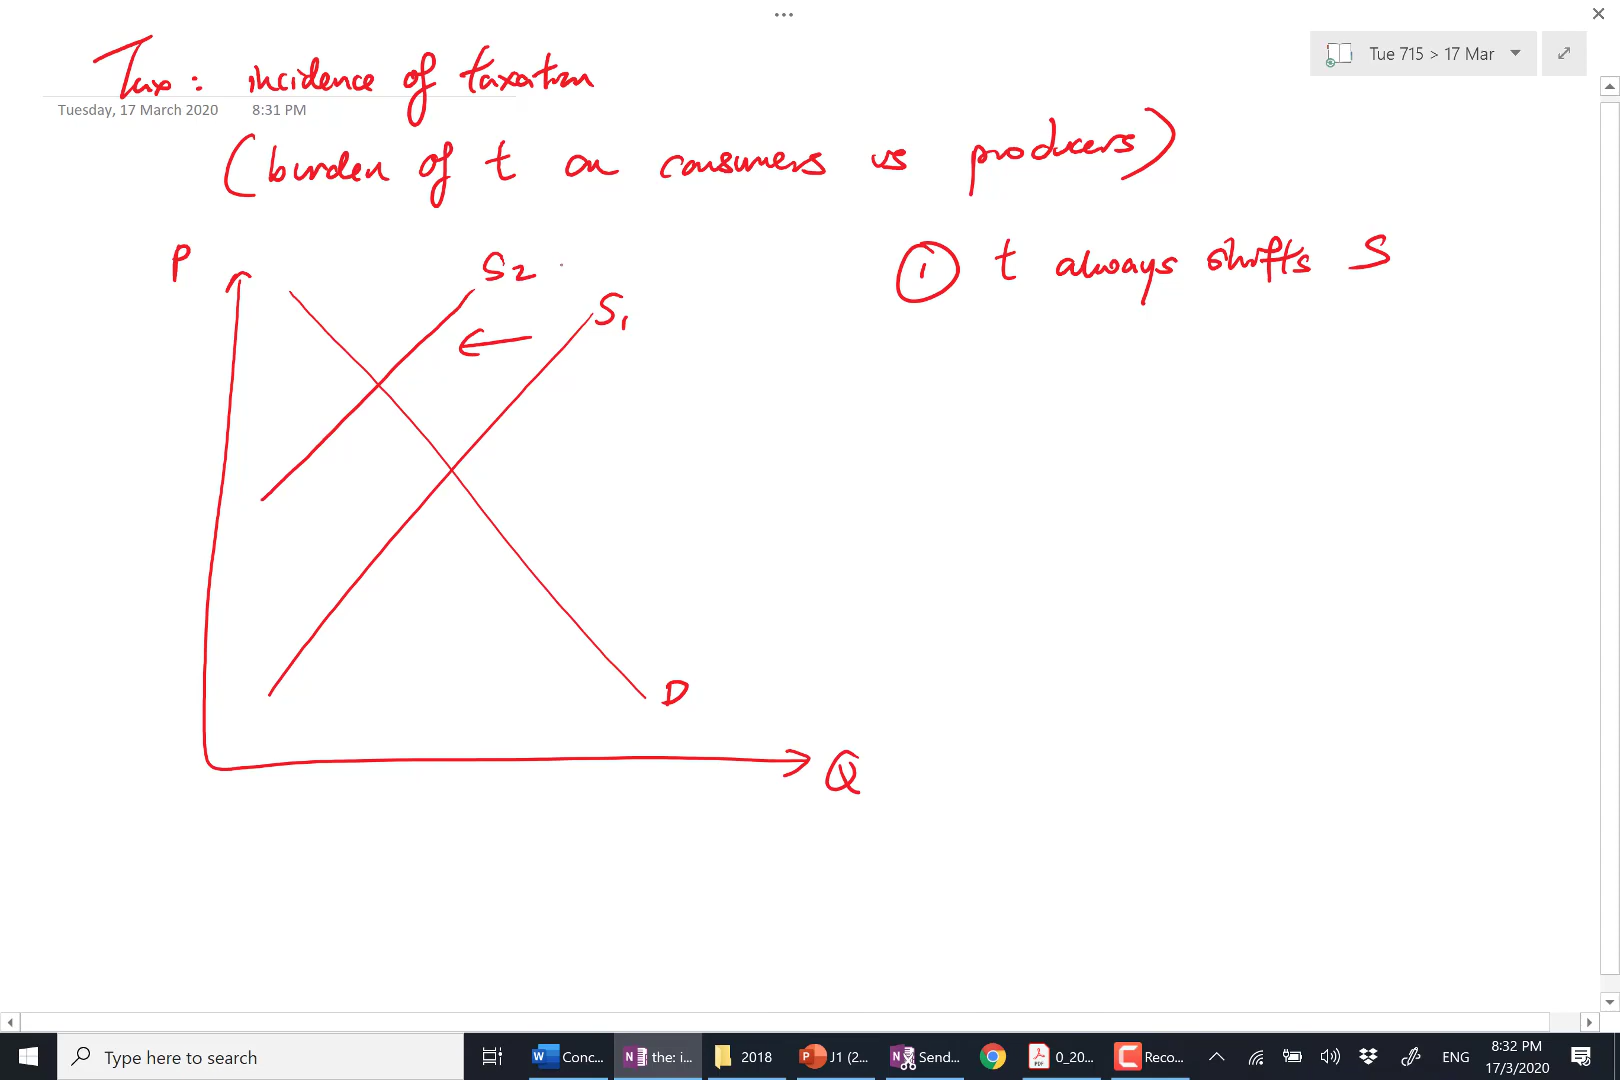 Tue 715 > 17 Mar
Tax: incidence of taxation
Tuesday, 17 March 2020 8:31 PM
(burden of t on consumers vs producers)
① t always shifts S
P
S2
S1
D
Q
Type here to search
Conc...
the: i...
2018
J1 (2...
Send...
0_20...
Reco...
ENG
8:32 PM
17/3/2020